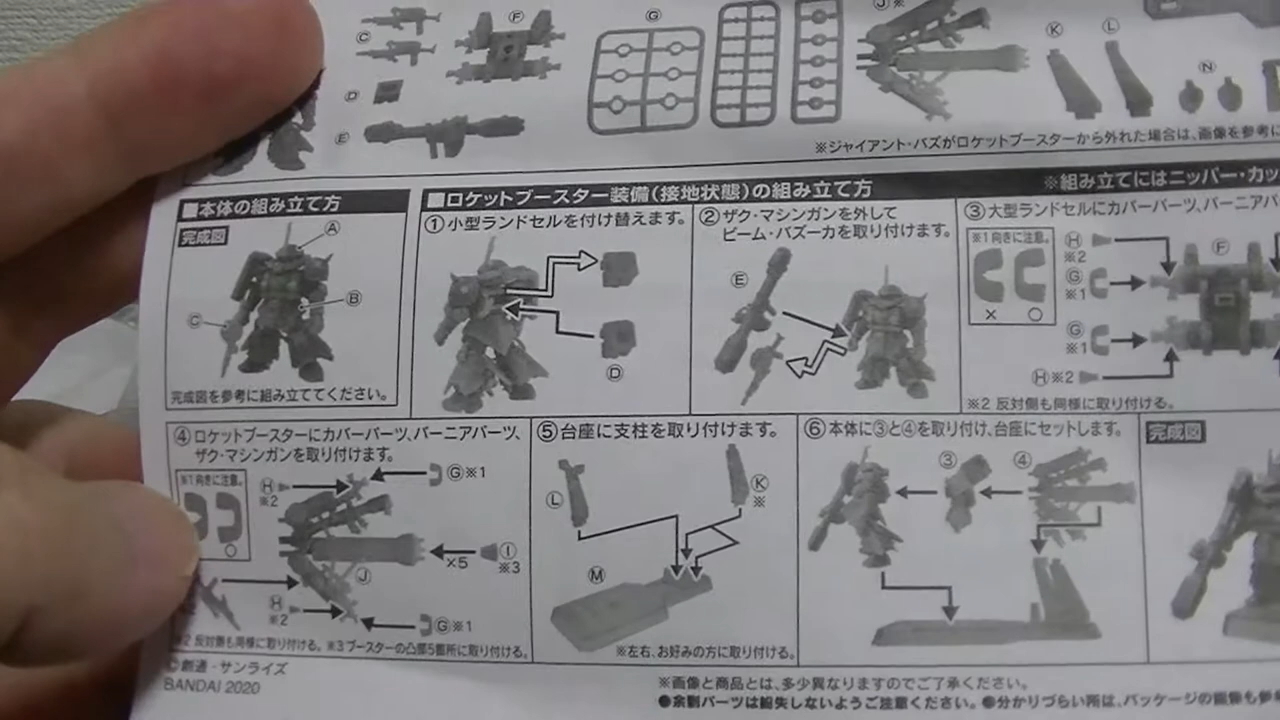 C
F
G
J※
K
L
N
D
E
※ジャイアント・バズがロケットブースターから外れた場合は、画像を参考に
■本体の組み立て方
完成図
A
B
C
完成図を参考に組み立ててください。
■ロケットブースター装備(接地状態)の組み立て方
※組み立てにはニッパー・カッ
①小型ランドセルを付け替えます。
D
②ザク・マシンガンを外して
ビーム・バズーカを取り付けます。
E
③大型ランドセルにカバーパーツ、バーニアパ
※1向きに注意。
× ○
H
※2
G
※1
F
G
※1
H※2
※2 反対側も同様に取り付ける。
④ロケットブースターにカバーパーツ、バーニアパーツ、
ザク・マシンガンを取り付けます。
※1向きに注意。
○
H
※2
G※1
×5
I
※3
J
H
※2
G※1
※2 反対側も同様に取り付ける。※3 ブースターの凸部5箇所に取り付ける。
⑤台座に支柱を取り付けます。
L
K
※
M
※左右、お好みの方に取り付ける。
⑥本体に③と④を取り付け、台座にセットします。
③
④
完成図
©創通・サンライズ
BANDAI 2020
※画像と商品とは、多少異なりますのでご了承ください。
●余剰パーツは紛失しないようご注意ください。●分かりづらい所は、パッケージの画像も参